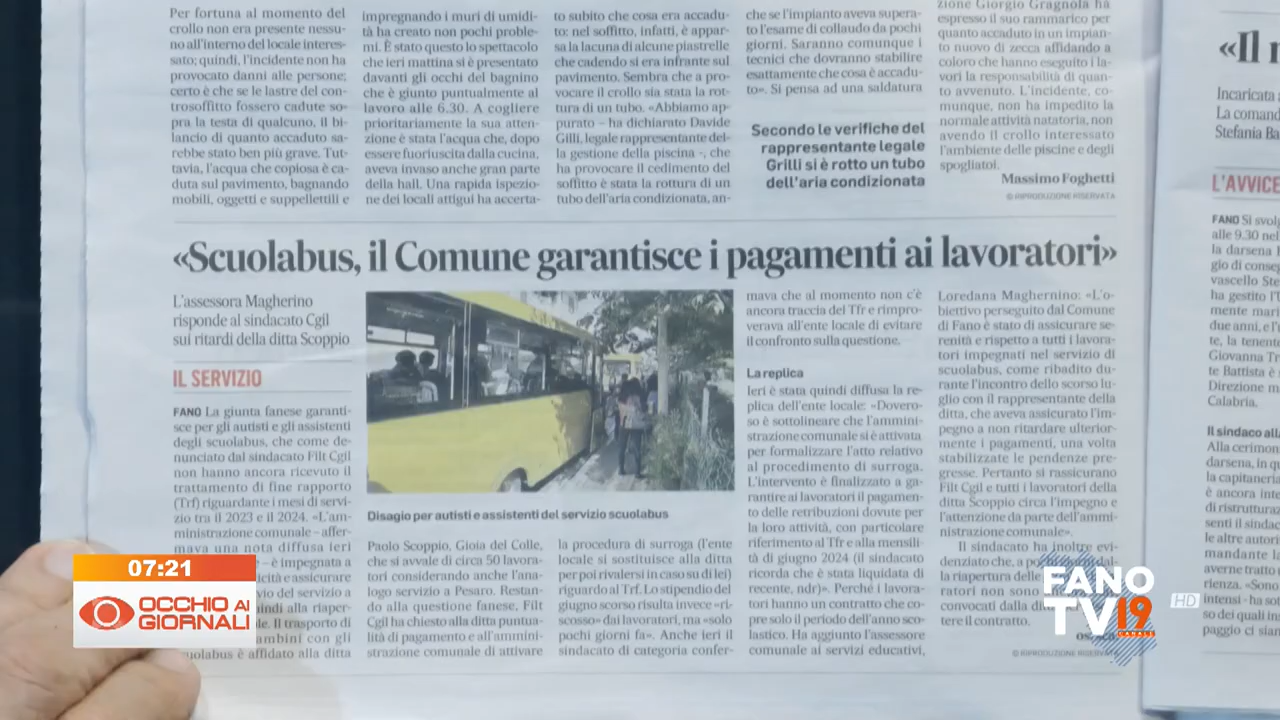 Per fortuna al momento del
crollo non era presente nessu-
no all'interno del locale interes-
sato; quindi, l'incidente non ha
provocato danni alle persone;
certo è che se le lastre del con-
trosoffitto fossero cadute so-
pra la testa di qualcuno, il bi-
lancio di quanto accaduto sa-
rebbe stato ben più grave. Tut-
tavia, l'acqua che copiosa è ca-
duta sul pavimento, bagnando
mobili, oggetti e suppellettili e
impregnando i muri di umidi-
tà ha creato non pochi proble-
mi. È stato questo lo spettacolo
che ieri mattina si è presentato
davanti gli occhi del bagnino
che è giunto puntualmente al
lavoro alle 6.30. A cogliere
prioritariamente la sua atten-
zione è stata l'acqua che, dopo
essere fuoriuscita dalla cucina,
aveva invaso anche gran parte
della hall. Una rapida ispezio-
ne dei locali attigui ha accerta-
to subito che cosa era accadu-
to: nel soffitto, infatti, è appar-
sa la lacuna di alcune piastrelle
che cadendo si era infrante sul
pavimento. Sembra che a pro-
vocare il crollo sia stata la rot-
tura di un tubo. «Abbiamo ap-
purato – ha dichiarato Davide
Gilli, legale rappresentante del-
la gestione della piscina -, che
ha provocare il cedimento del
soffitto è stata la rottura di un
tubo dell'aria condizionata, an-
che se l'impianto aveva supera-
to l'esame di collaudo da pochi
giorni. Saranno comunque i
tecnici che dovranno stabilire
esattamente che cosa è accadu-
to». Si pensa ad una saldatura
Secondo le verifiche del
rappresentante legale
Grilli si è rotto un tubo
dell'aria condizionata
zione Giorgio Gragnola ha
espresso il suo rammarico per
quanto accaduto in un impian-
to nuovo di zecca affidando a
coloro che hanno eseguito i la-
vori la responsabilità di quan-
to avvenuto. L'incidente, co-
munque, non ha impedito la
normale attività natatoria, non
avendo il crollo interessato
l'ambiente delle piscine e degli
spogliatoi.
Massimo Foghetti
© RIPRODUZIONE RISERVATA
«Scuolabus, il Comune garantisce i pagamenti ai lavoratori»
L'assessora Magherino
risponde al sindacato Cgil
sui ritardi della ditta Scoppio
IL SERVIZIO
FANO La giunta fanese garanti-
sce per gli autisti e gli assistenti
degli scuolabus, che come de-
nunciato dal sindacato Filt Cgil
non hanno ancora ricevuto il
trattamento di fine rapporto
(Trf) riguardante i mesi di servi-
zio tra il 2023 e il 2024. «L'am-
ministrazione comunale – affer-
mava una nota diffusa ieri
– è impegnata a
icità e assicurare
io del servizio a
indi alla riaper-
le. Il trasporto di
ambini con gli
uolabus è affidato alla ditta
Disagio per autisti e assistenti del servizio scuolabus
Paolo Scoppio, Gioia del Colle,
che si avvale di circa 50 lavora-
tori considerando anche l'ana-
logo servizio a Pesaro. Restan-
do alla questione fanese, Filt
Cgil ha chiesto alla ditta puntua-
lità di pagamento e all'ammini-
strazione comunale di attivare
la procedura di surroga (l'ente
locale si sostituisce alla ditta
per poi rivalersi in caso su di lei)
riguardo al Trf. Lo stipendio del
giugno scorso risulta invece «ri-
scosso» dai lavoratori, ma «solo
pochi giorni fa». Anche ieri il
sindacato di categoria confer-
mava che al momento non c'è
ancora traccia del Tfr e rimpro-
verava all'ente locale di evitare
il confronto sulla questione.
La replica
Ieri è stata quindi diffusa la re-
plica dell'ente locale: «Dovero-
so è sottolineare che l'ammini-
strazione comunale si è attivata
per formalizzare l'atto relativo
al procedimento di surroga.
L'intervento è finalizzato a ga-
rantire ai lavoratori il pagamen-
to delle retribuzioni dovute per
la loro attività, con particolare
riferimento al Tfr e alla mensili-
tà di giugno 2024 (il sindacato
ricorda che è stata liquidata di
recente, ndr)». Perché i lavora-
tori hanno un contratto che co-
pre solo il periodo dell'anno sco-
lastico. Ha aggiunto l'assessore
comunale ai servizi educativi,
Loredana Maghernino: «L'o-
biettivo perseguito dal Comune
di Fano è stato di assicurare se-
renità e rispetto a tutti i lavora-
tori impegnati nel servizio di
scuolabus, come ribadito du-
rante l'incontro dello scorso lu-
glio con il rappresentante della
ditta, che aveva assicurato l'im-
pegno a non ritardare ulterior-
mente i pagamenti, una volta
stabilizzate le pendenze pre-
gresse. Pertanto si rassicurano
Filt Cgil e tutti i lavoratori della
ditta Scoppio circa l'impegno e
l'attenzione da parte dell'ammi-
nistrazione comunale».
Il sindacato ha inoltre evi-
denziato che, a po dal-
la riapertura delle
ratori non sono
convocati dalla di
tere il contratto.
© RIPRODUZIONE RISERVATA
«Il r
Incaricata
La comand
Stefania Ba
L'AVVICE
FANO Si svol
alle 9.30 nel
la darsena
gio di conse
vascello Ste
ha gestito l'
mente mari
due anni, e l
te, la tenent
Giovanna Tr
te Battista è
Direzione m
Calabria.
Il sindaco alla
Alla cerimon
darsena, in q
la capitaneri
è ancora inte
di ristruttura
senti il sindac
le altre autori
mandante la
averne tratto
rienza. «Sono
intensi - ha so
so dei quali in
paggio ci sian
07:21
OCCHIO AI
GIORNALI
FANO
TV19
CANALE
HD